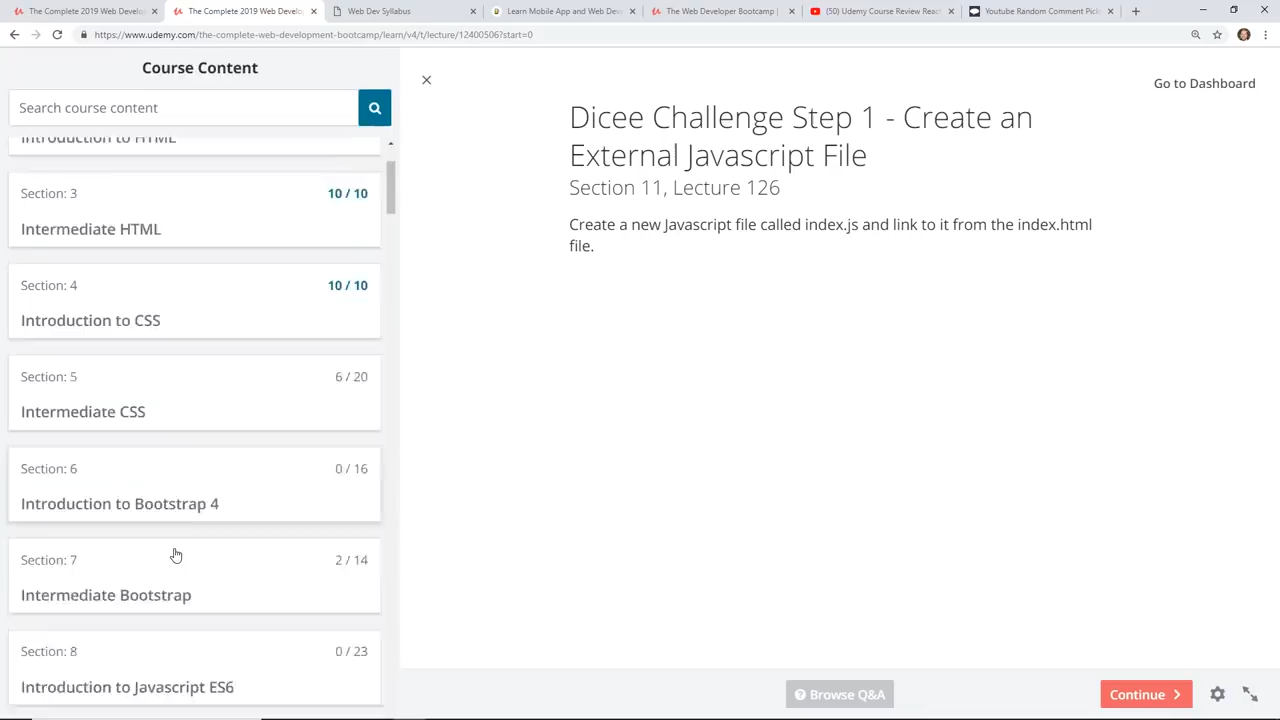 The Complete 2019 Web Develo
The Complete 2019 Web Develo
Web Dev Syllabus
Learn Mobile App and Web Dev
The Web Developer Bootcamp |
(50) Udemy Course Review Reac
Youtube Random Comment Pick
https://www.udemy.com/the-complete-web-development-bootcamp/learn/v4/t/lecture/12400506?start=0
Course Content
Search course content
Introduction to HTML
Section: 3 10 / 10
Intermediate HTML
Section: 4 10 / 10
Introduction to CSS
Section: 5 6 / 20
Intermediate CSS
Section: 6 0 / 16
Introduction to Bootstrap 4
Section: 7 2 / 14
Intermediate Bootstrap
Section: 8 0 / 23
Introduction to Javascript ES6
Go to Dashboard
Dicee Challenge Step 1 - Create an
External Javascript File
Section 11, Lecture 126
Create a new Javascript file called index.js and link to it from the index.html
file.
Browse Q&A
Continue